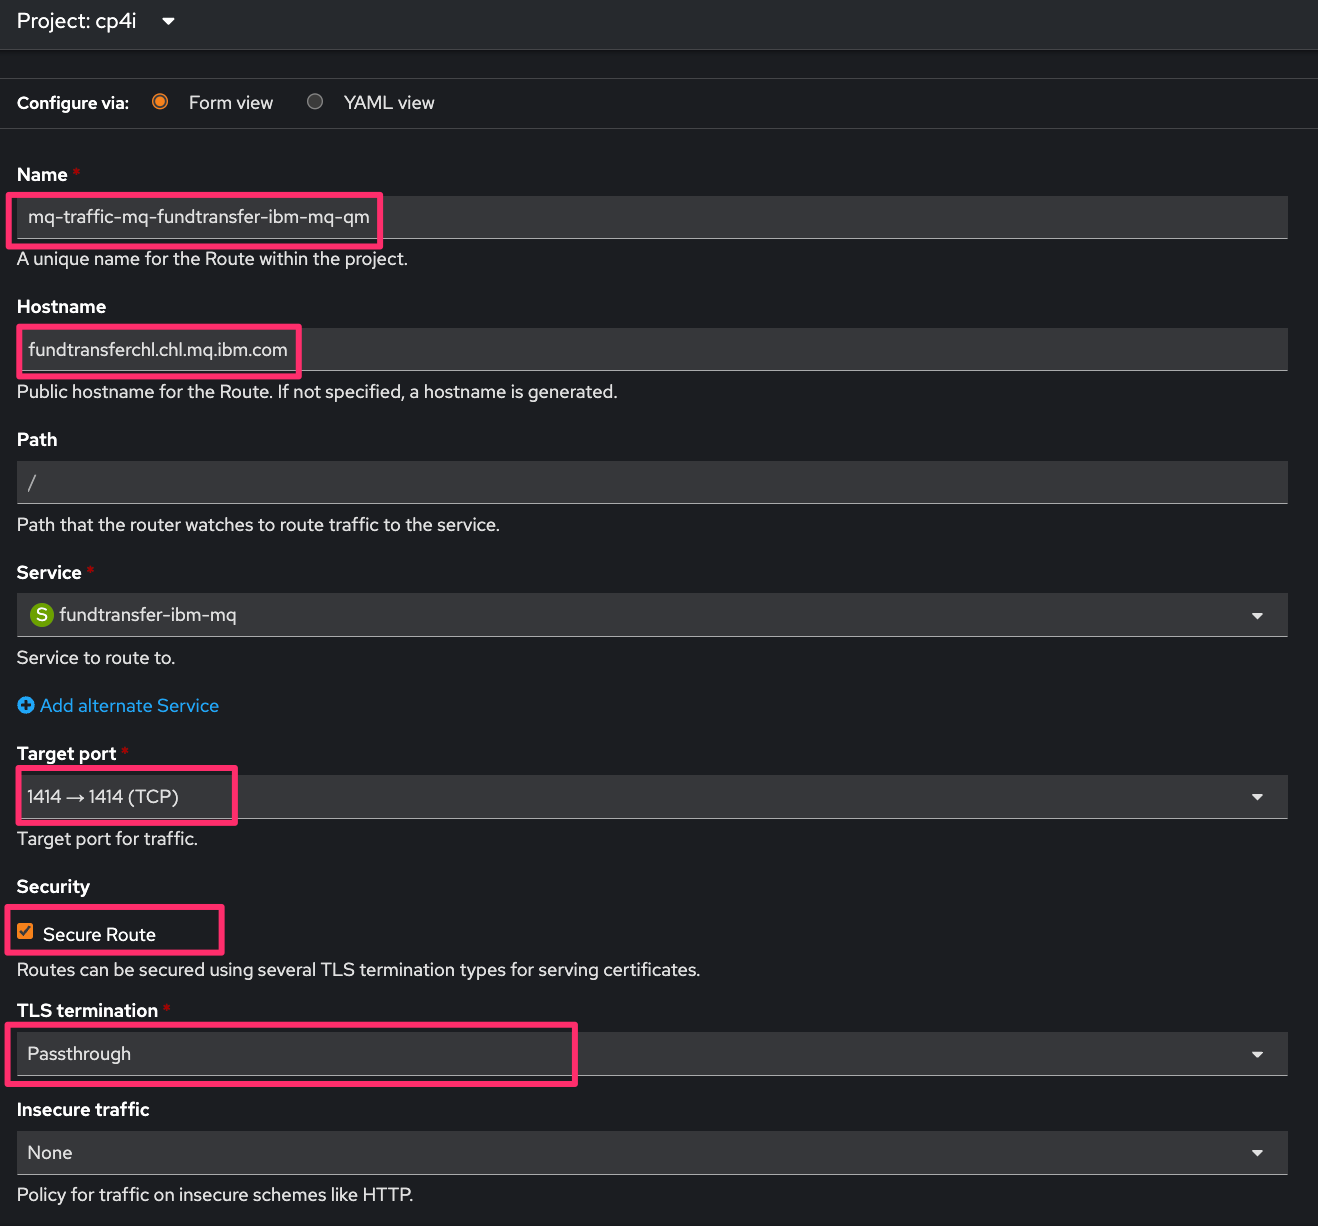 Project: cp4i
Configure via: Form view YAML view
Name *
mq-traffic-mq-fundtransfer-ibm-mq-qm
A unique name for the Route within the project.
Hostname
fundtransferchl.chl.mq.ibm.com
Public hostname for the Route. If not specified, a hostname is generated.
Path
/
Path that the router watches to route traffic to the service.
Service *
S fundtransfer-ibm-mq
Service to route to.
Add alternate Service
Target port *
1414 → 1414 (TCP)
Target port for traffic.
Security
Secure Route
Routes can be secured using several TLS termination types for serving certificates.
TLS termination *
Passthrough
Insecure traffic
None
Policy for traffic on insecure schemes like HTTP.